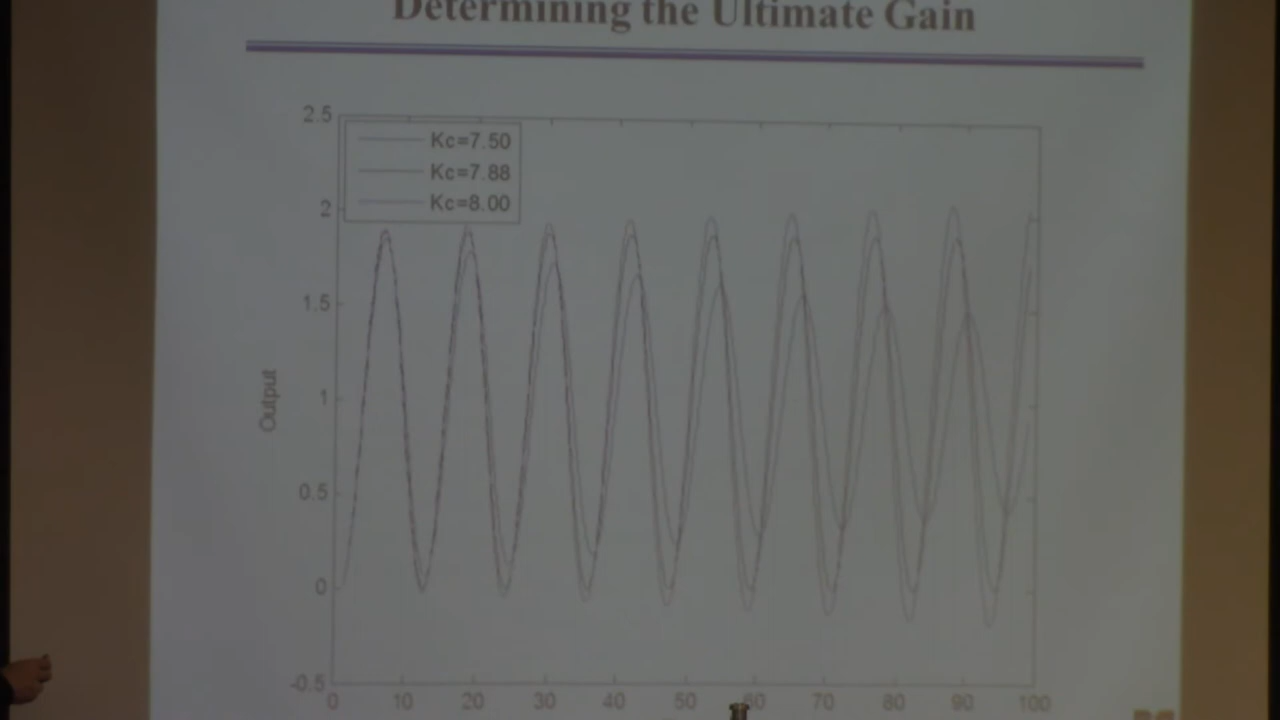 Determining the Ultimate Gain
2.5
Kc=7.50
Kc=7.88
2
Kc=8.00
1.5
Output
1
0.5
0
-0.5
0 10 20 30 40 50 60 70 80 90 100